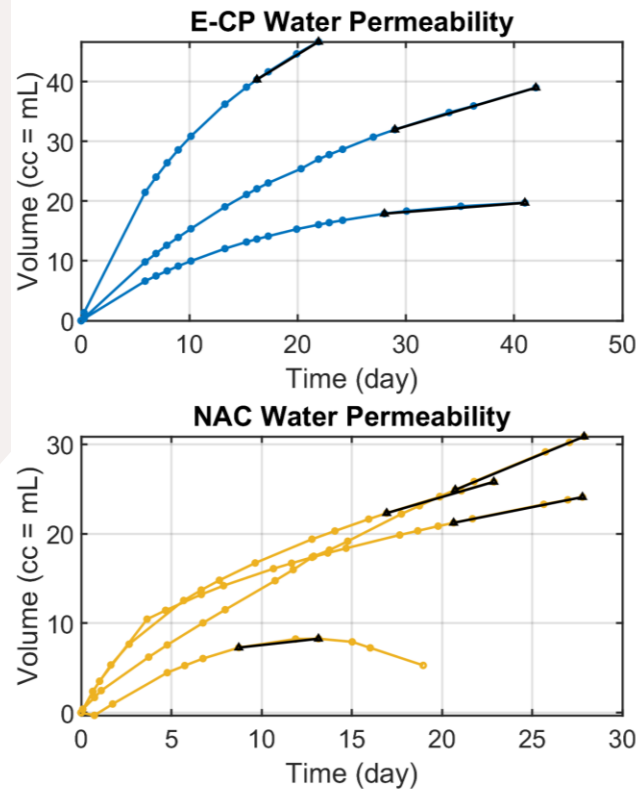 E-CP Water Permeability
Volume (cc = mL)
40
30
20
10
0
0 10 20 30 40 50
Time (day)
NAC Water Permeability
Volume (cc = mL)
30
20
10
0
0 5 10 15 20 25 30
Time (day)